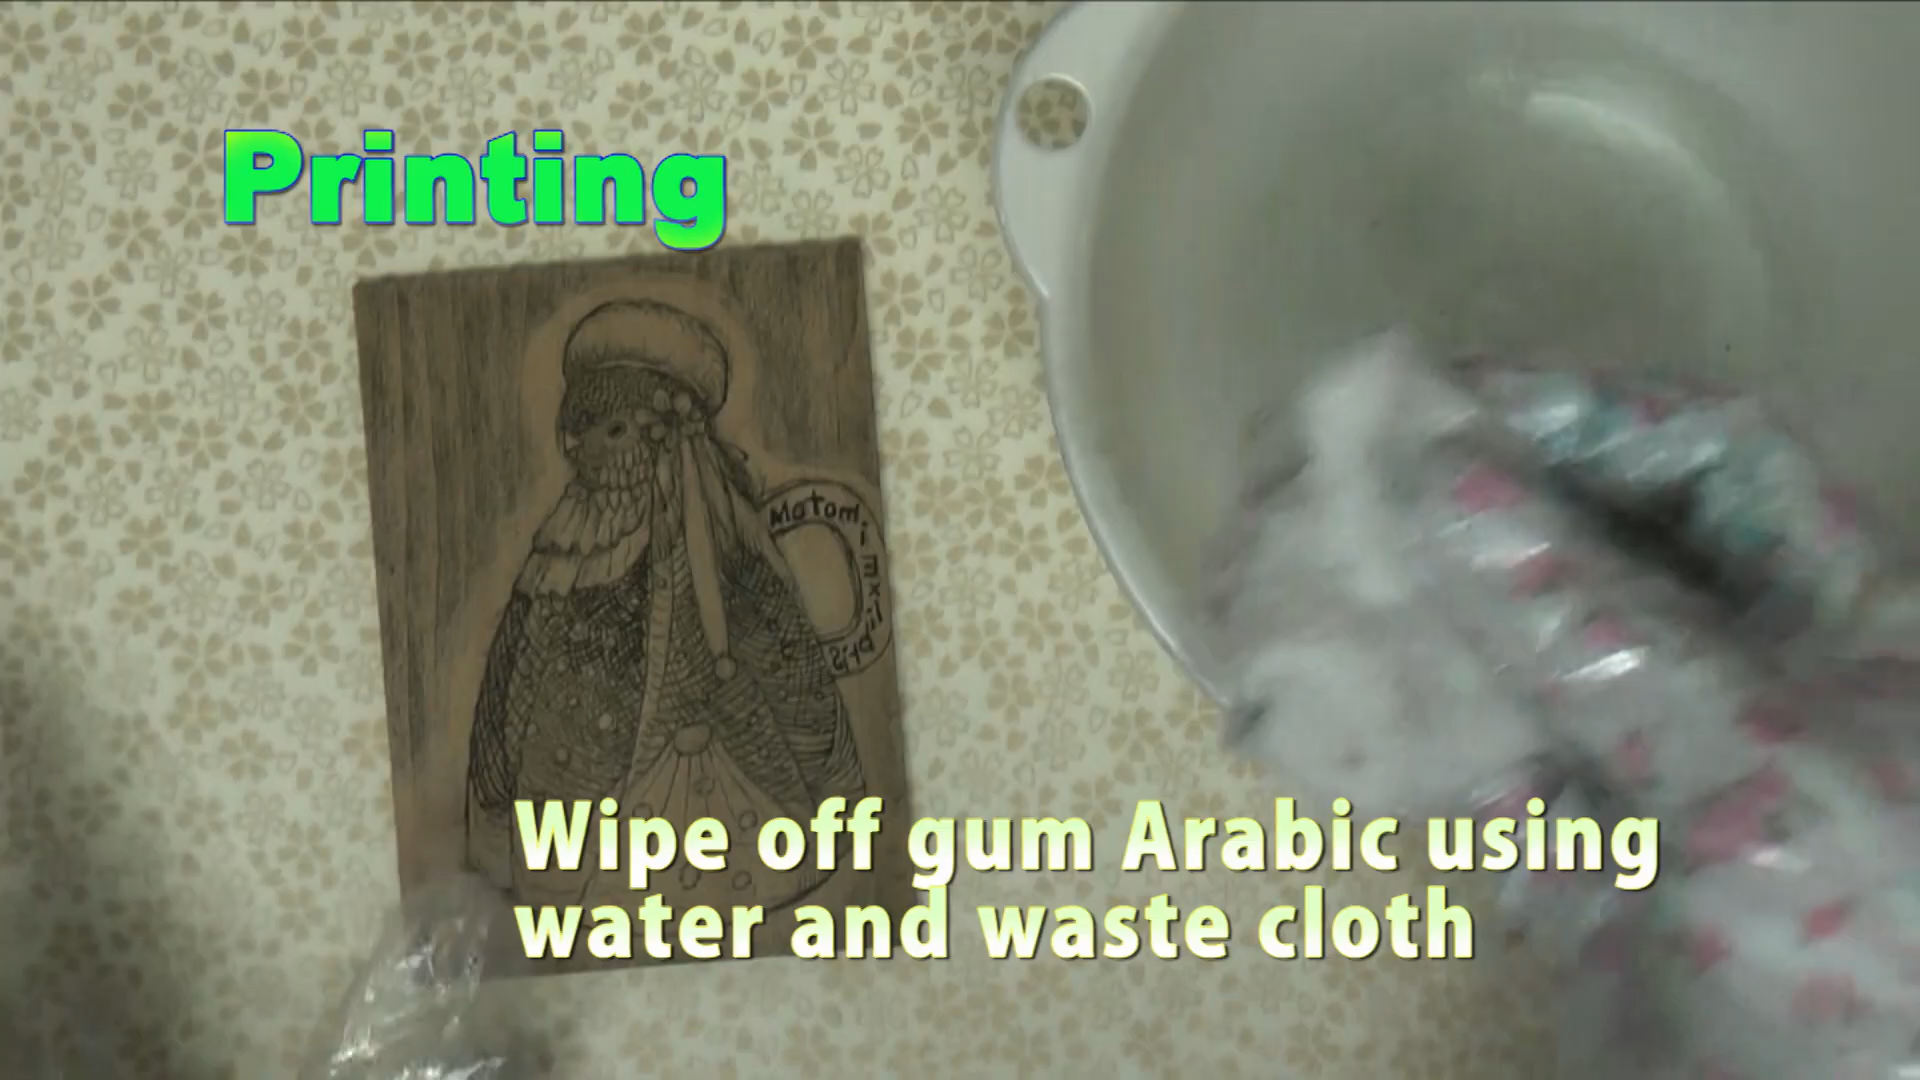 Printing
Motomi
Wipe off gum Arabic using
water and waste cloth